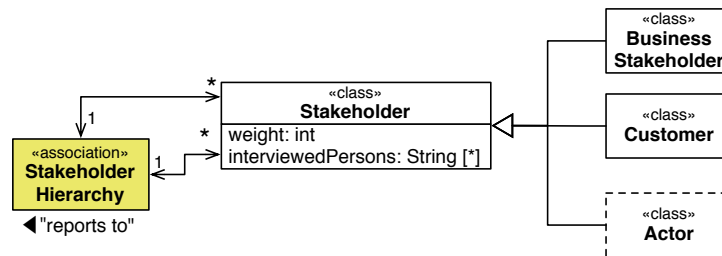 «class»
Business
Stakeholder
*
«class»
Stakeholder
1
*
weight: int
interviewedPersons: String [*]
«class»
Customer
«association»
Stakeholder
Hierarchy
1
◀ "reports to"
«class»
Actor